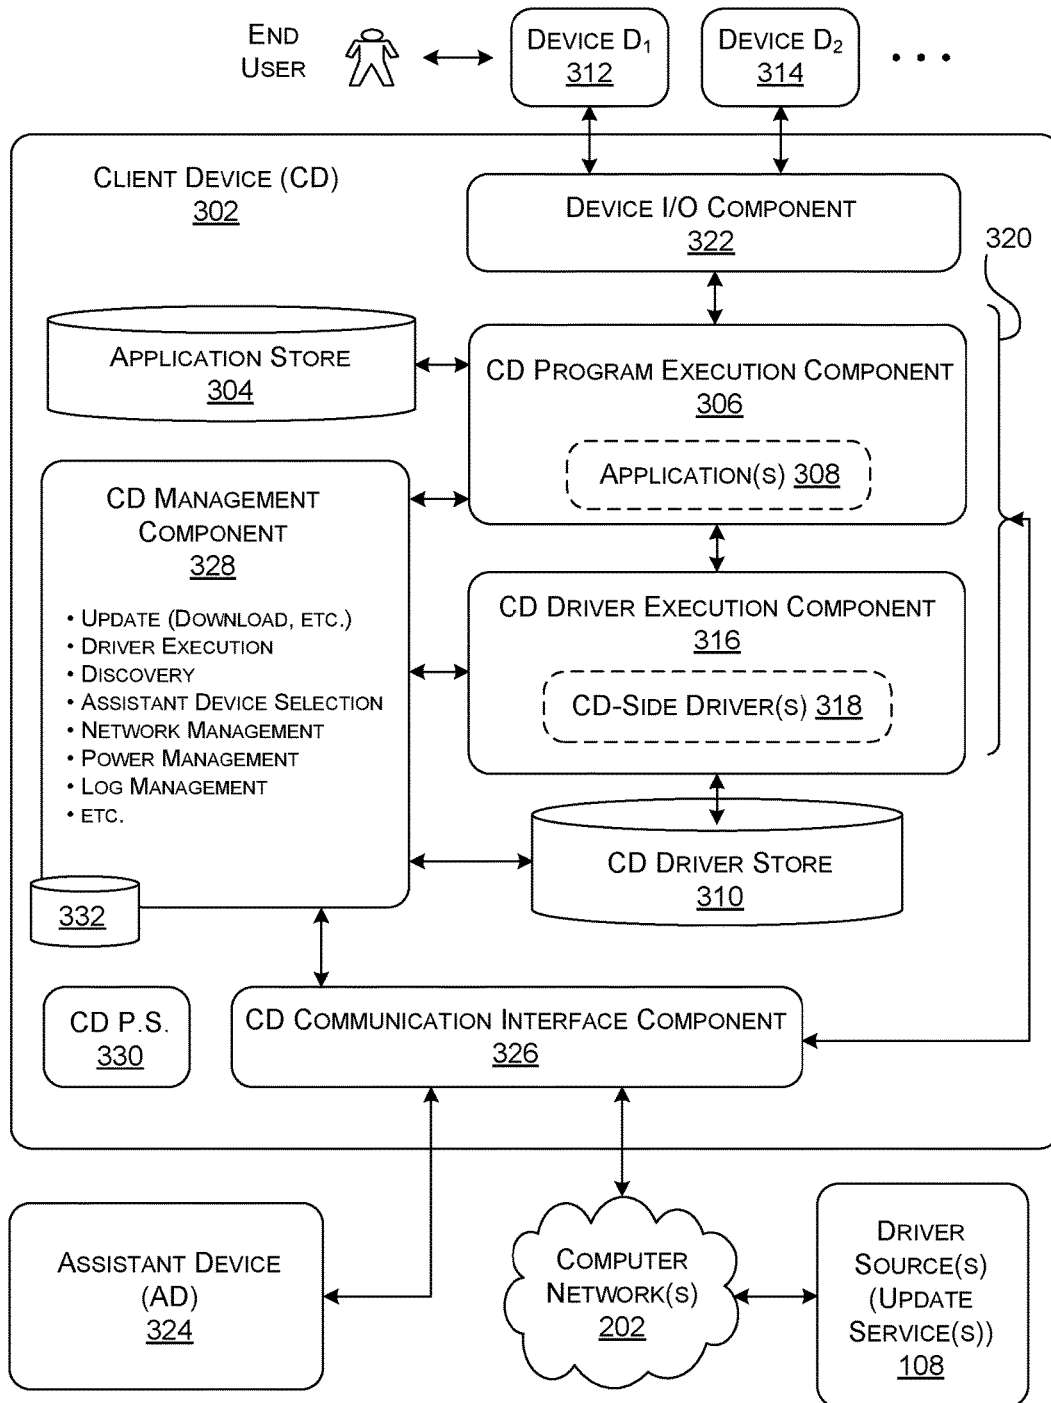 END
USER
DEVICE D1
312
DEVICE D2
314
• • •
CLIENT DEVICE (CD)
302
DEVICE I/O COMPONENT
322
320
APPLICATION STORE
304
CD PROGRAM EXECUTION COMPONENT
306
APPLICATION(S) 308
CD MANAGEMENT
COMPONENT
328
• UPDATE (DOWNLOAD, ETC.)
• DRIVER EXECUTION
• DISCOVERY
• ASSISTANT DEVICE SELECTION
• NETWORK MANAGEMENT
• POWER MANAGEMENT
• LOG MANAGEMENT
• ETC.
CD DRIVER EXECUTION COMPONENT
316
CD-SIDE DRIVER(S) 318
CD DRIVER STORE
310
332
CD P.S.
330
CD COMMUNICATION INTERFACE COMPONENT
326
ASSISTANT DEVICE
(AD)
324
COMPUTER
NETWORK(S)
202
DRIVER
SOURCE(S)
(UPDATE
SERVICE(S))
108